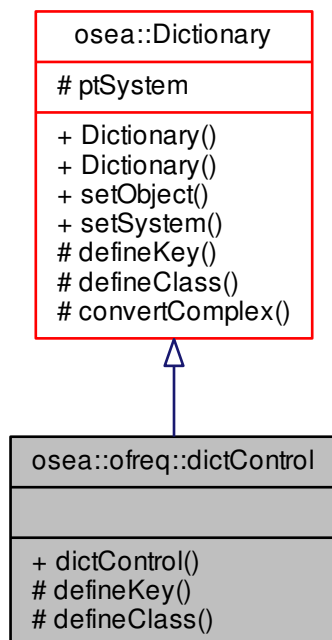 osea::Dictionary
# ptSystem
+ Dictionary()
+ Dictionary()
+ setObject()
+ setSystem()
# defineKey()
# defineClass()
# convertComplex()
osea::ofreq::dictControl
+ dictControl()
# defineKey()
# defineClass()